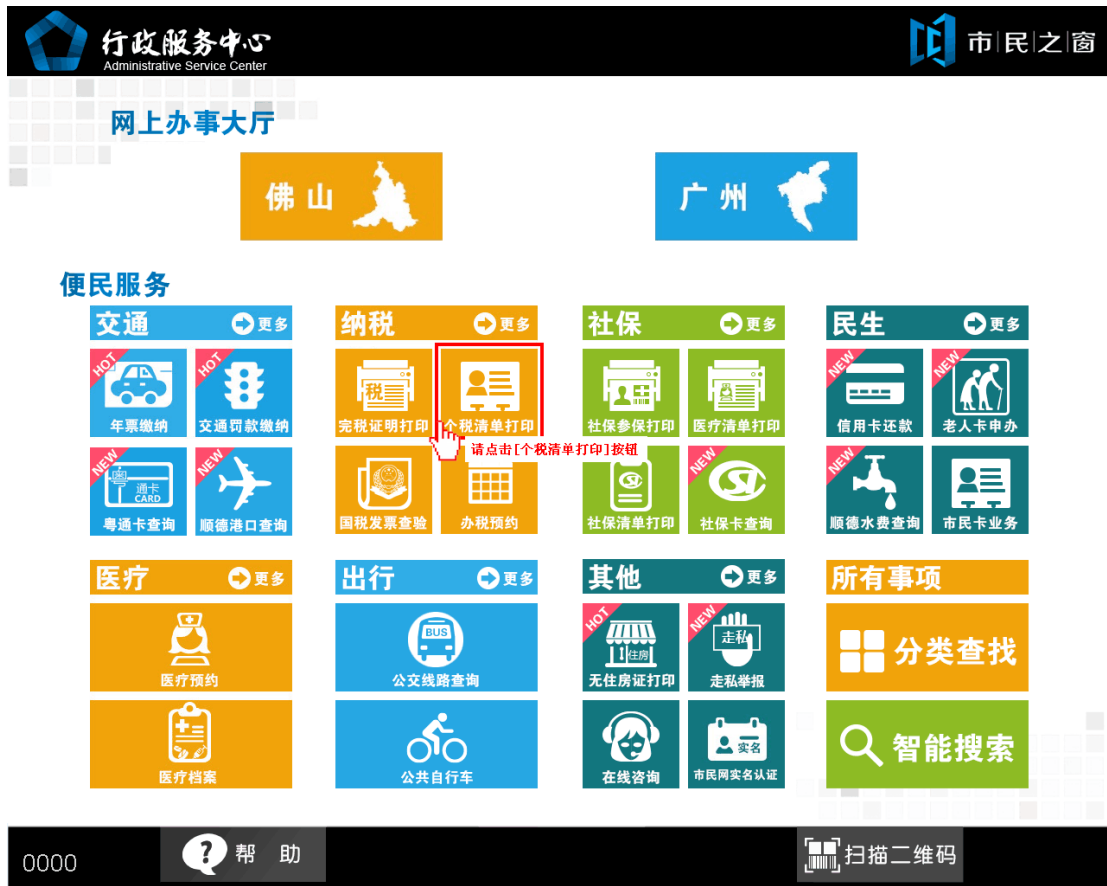 行政服务中心
Administrative Service Center
市民之窗
网上办事大厅
佛山
广州
便民服务
交通
更多
纳税
更多
社保
更多
民生
更多
HOT
年票缴纳
HOT
交通罚款缴纳
税
完税证明打印
个税清单打印
社保参保打印
医疗清单打印
NEW
信用卡还款
NEW
老人卡申办
请点击[个税清单打印]按钮
NEW
粤
通卡
CARD
粤通卡查询
NEW
顺德港口查询
国税发票查验
办税预约
社保清单打印
NEW
社保卡查询
NEW
顺德水费查询
市民卡业务
医疗
更多
出行
更多
其他
更多
所有事项
医疗预约
BUS
公交线路查询
HOT
住房
无住房证打印
NEW
走私
走私举报
分类查找
医疗档案
公共自行车
在线咨询
实名
市民网实名认证
智能搜索
0000
?
帮助
扫描二维码